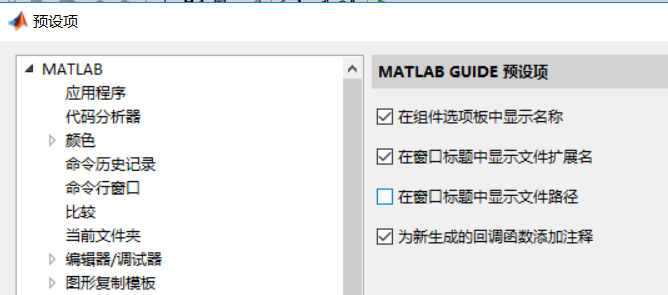 预设项
MATLAB
应用程序
代码分析器
颜色
命令历史记录
命令行窗口
比较
当前文件夹
编辑器/调试器
图形复制模板
MATLAB GUIDE 预设项
在组件选项板中显示名称
在窗口标题中显示文件扩展名
在窗口标题中显示文件路径
为新生成的回调函数添加注释